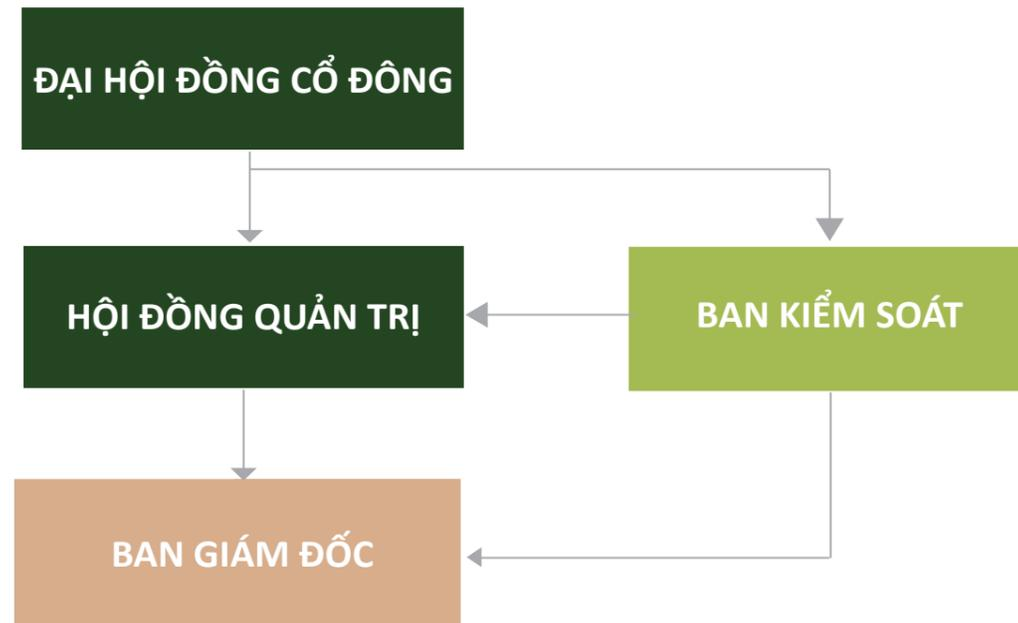 ĐẠI HỘI ĐỒNG CỔ ĐÔNG
HỘI ĐỒNG QUẢN TRỊ
BAN KIỂM SOÁT
BAN GIÁM ĐỐC